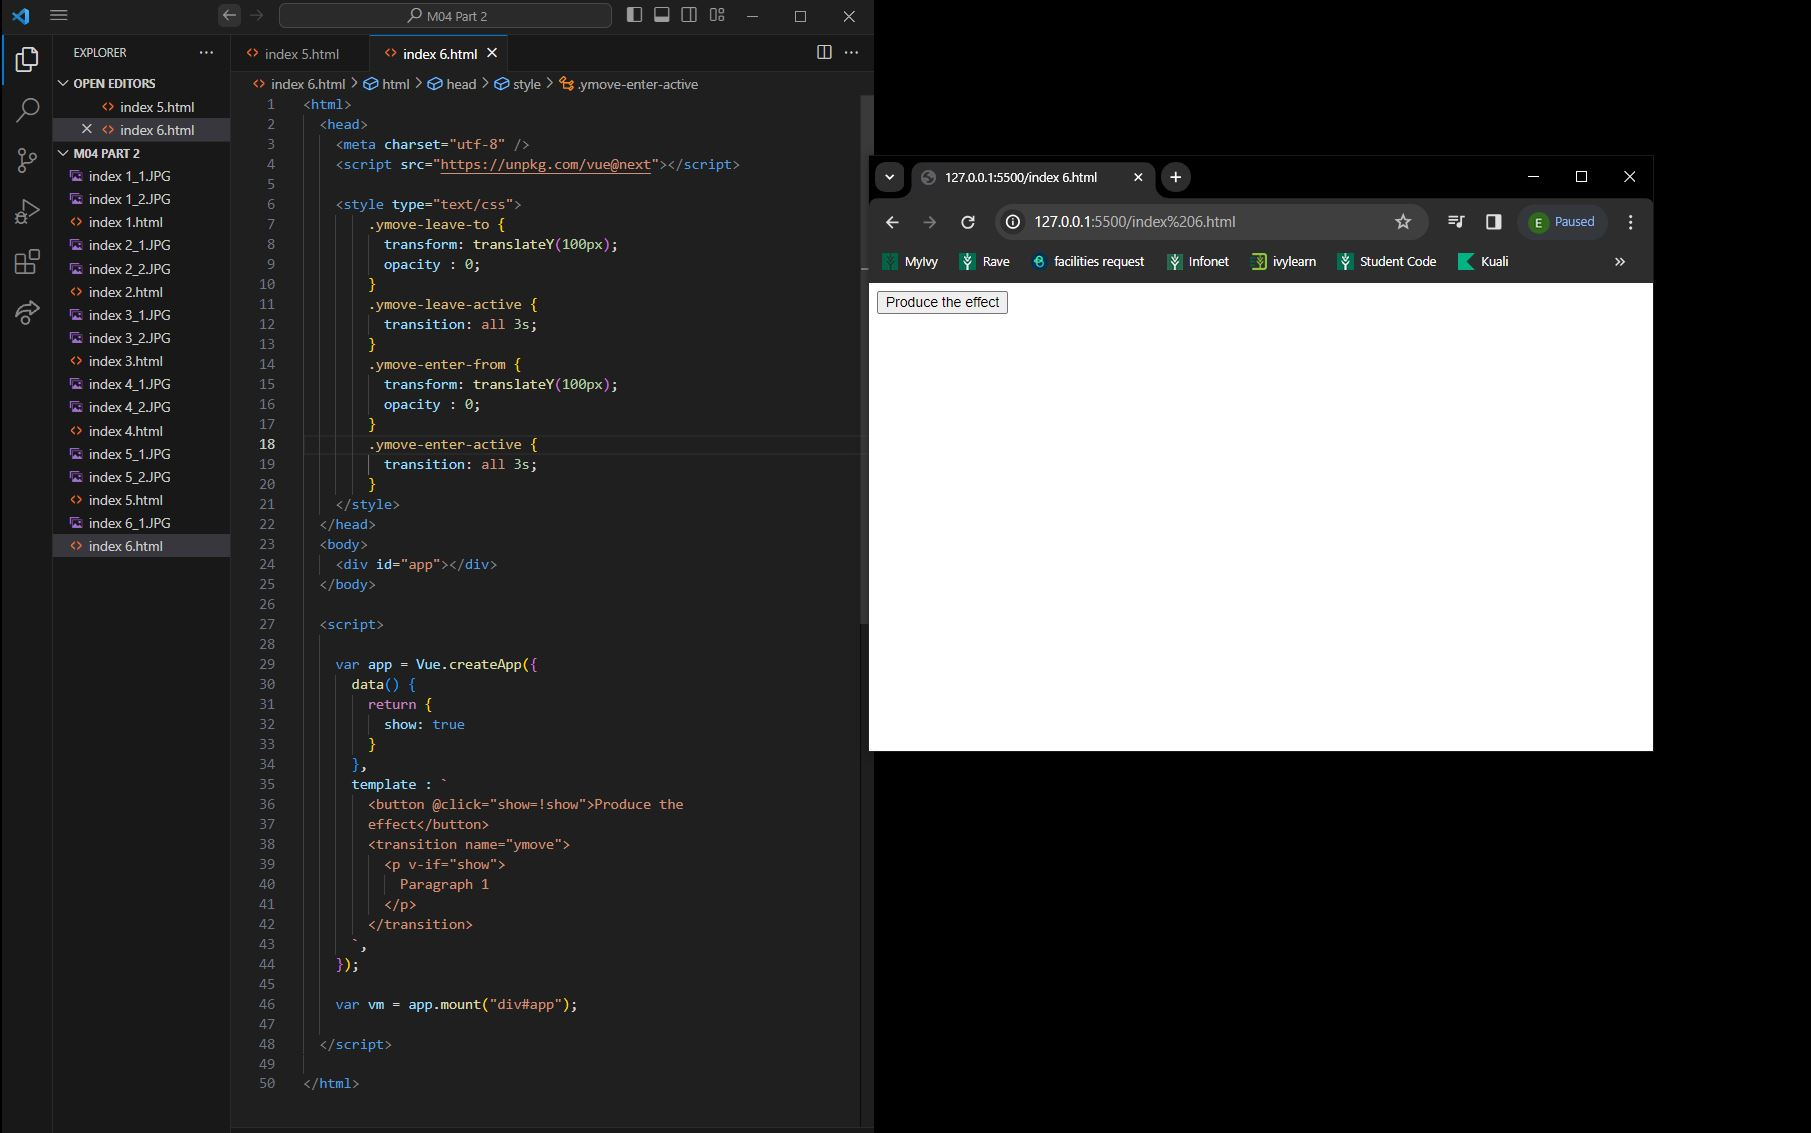 M04 Part 2
EXPLORER
OPEN EDITORS
index 5.html
index 6.html
M04 PART 2
index 1_1.JPG
index 1_2.JPG
index 1.html
index 2_1.JPG
index 2_2.JPG
index 2.html
index 3_1.JPG
index 3_2.JPG
index 3.html
index 4_1.JPG
index 4_2.JPG
index 4.html
index 5_1.JPG
index 5_2.JPG
index 5.html
index 6_1.JPG
index 6.html
index 5.html
index 6.html
index 6.html > html > head > style > .ymove-enter-active
1 <html>
2 <head>
3 <meta charset="utf-8" />
4 <script src="https://unpkg.com/vue@next"></script>
5
6 <style type="text/css">
7 .ymove-leave-to {
8 transform: translateY(100px);
9 opacity : 0;
10 }
11 .ymove-leave-active {
12 transition: all 3s;
13 }
14 .ymove-enter-from {
15 transform: translateY(100px);
16 opacity : 0;
17 }
18 .ymove-enter-active {
19 transition: all 3s;
20 }
21 </style>
22 </head>
23 <body>
24 <div id="app"></div>
25 </body>
26
27 <script>
28
29 var app = Vue.createApp({
30 data() {
31 return {
32 show: true
33 }
34 },
35 template : `
36 <button @click="show=!show">Produce the
37 effect</button>
38 <transition name="ymove">
39 <p v-if="show">
40 Paragraph 1
41 </p>
42 </transition>
43 `,
44 });
45
46 var vm = app.mount("div#app");
47
48 </script>
49
50 </html>
127.0.0.1:5500/index 6.html
127.0.0.1:5500/index%206.html
E Paused
MyIvy
Rave
facilities request
Infonet
ivylearn
Student Code
Kuali
Produce the effect